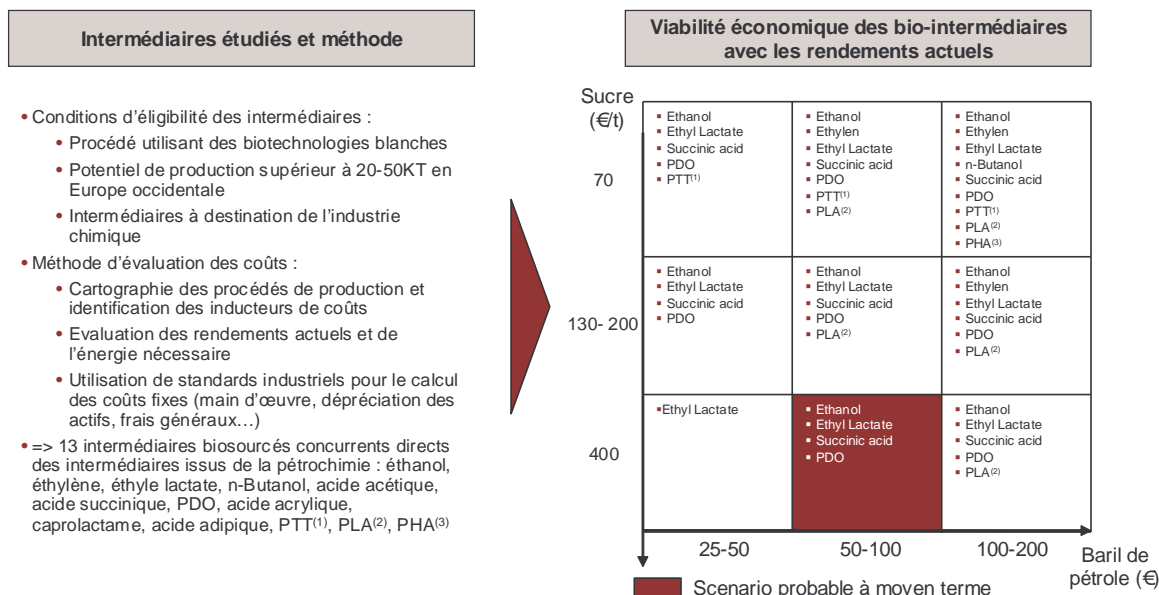 Intermédiaires étudiés et méthode
• Conditions d'éligibilité des intermédiaires :
• Procédé utilisant des biotechnologies blanches
• Potentiel de production supérieur à 20-50KT en
Europe occidentale
• Intermédiaires à destination de l'industrie
chimique
• Méthode d'évaluation des coûts :
• Cartographie des procédés de production et
identification des inducteurs de coûts
• Evaluation des rendements actuels et de
l'énergie nécessaire
• Utilisation de standards industriels pour le calcul
des coûts fixes (main d'œuvre, dépréciation des
actifs, frais généraux…)
• => 13 intermédiaires biosourcés concurrents directs
des intermédiaires issus de la pétrochimie : éthanol,
éthylène, éthyle lactate, n-Butanol, acide acétique,
acide succinique, PDO, acide acrylique,
caprolactame, acide adipique, PTT(1), PLA(2), PHA(3)
Viabilité économique des bio-intermédiaires
avec les rendements actuels
Sucre
(€/t)
70
▪ Ethanol
▪ Ethyl Lactate
▪ Succinic acid
▪ PDO
▪ PTT(1)
▪ Ethanol
▪ Ethylen
▪ Ethyl Lactate
▪ Succinic acid
▪ PDO
▪ PTT(1)
▪ PLA(2)
▪ Ethanol
▪ Ethylen
▪ Ethyl Lactate
▪ n-Butanol
▪ Succinic acid
▪ PDO
▪ PTT(1)
▪ PLA(2)
▪ PHA(3)
130- 200
▪ Ethanol
▪ Ethyl Lactate
▪ Succinic acid
▪ PDO
▪ Ethanol
▪ Ethyl Lactate
▪ Succinic acid
▪ PDO
▪ PLA(2)
▪ Ethanol
▪ Ethylen
▪ Ethyl Lactate
▪ Succinic acid
▪ PDO
▪ PLA(2)
400
▪Ethyl Lactate
▪ Ethanol
▪ Ethyl Lactate
▪ Succinic acid
▪ PDO
▪ Ethanol
▪ Ethyl Lactate
▪ Succinic acid
▪ PDO
▪ PLA(2)
25-50
50-100
100-200
Baril de
pétrole (€)
Scenario probable à moyen terme